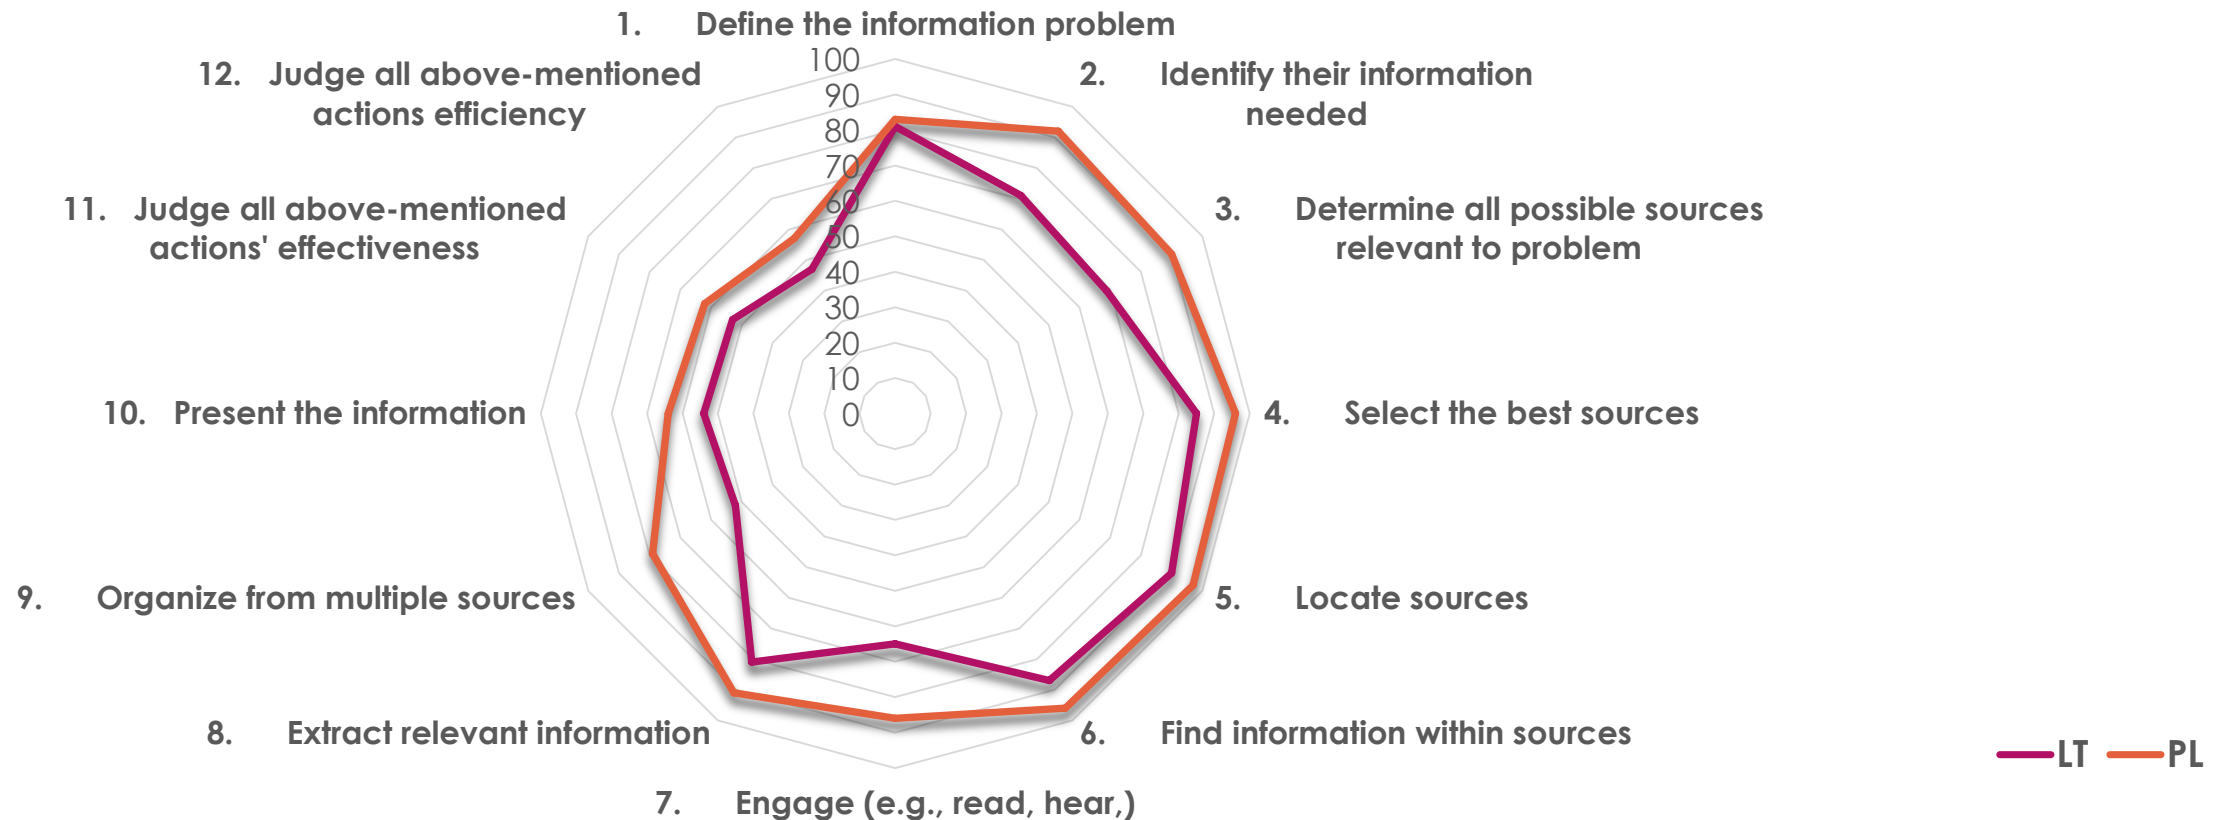 1. Define the information problem
2. Identify their information
needed
3. Determine all possible sources
relevant to problem
4. Select the best sources
5. Locate sources
6. Find information within sources
7. Engage (e.g., read, hear,)
8. Extract relevant information
9. Organize from multiple sources
10. Present the information
11. Judge all above-mentioned
actions' effectiveness
12. Judge all above-mentioned
actions efficiency
100
90
80
70
60
50
40
30
20
10
0
LT
PL